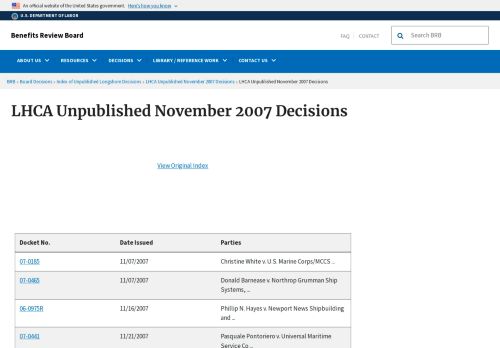 An official website of the United States government. Here's how you know
U.S. DEPARTMENT OF LABOR
Benefits Review Board
FAQ CONTACT
Search BRB
ABOUT US RESOURCES DECISIONS LIBRARY / REFERENCE WORK CONTACT US
BRB » Board Decisions » Index of Unpublished Longshore Decisions » LHCA Unpublished November 2007 Decisions » LHCA Unpublished November 2007 Decisions
LHCA Unpublished November 2007 Decisions
View Original Index
Docket No. Date Issued Parties
07-0185 11/07/2007 Christine White v. U.S. Marine Corps/MCCS ...
07-0465 11/07/2007 Donald Barnease v. Northrop Grumman Ship
Systems, ...
06-0975R 11/16/2007 Phillip N. Hayes v. Newport News Shipbuilding
and ...
07-0441 11/21/2007 Pasquale Pontoriero v. Universal Maritime
Service Co ...